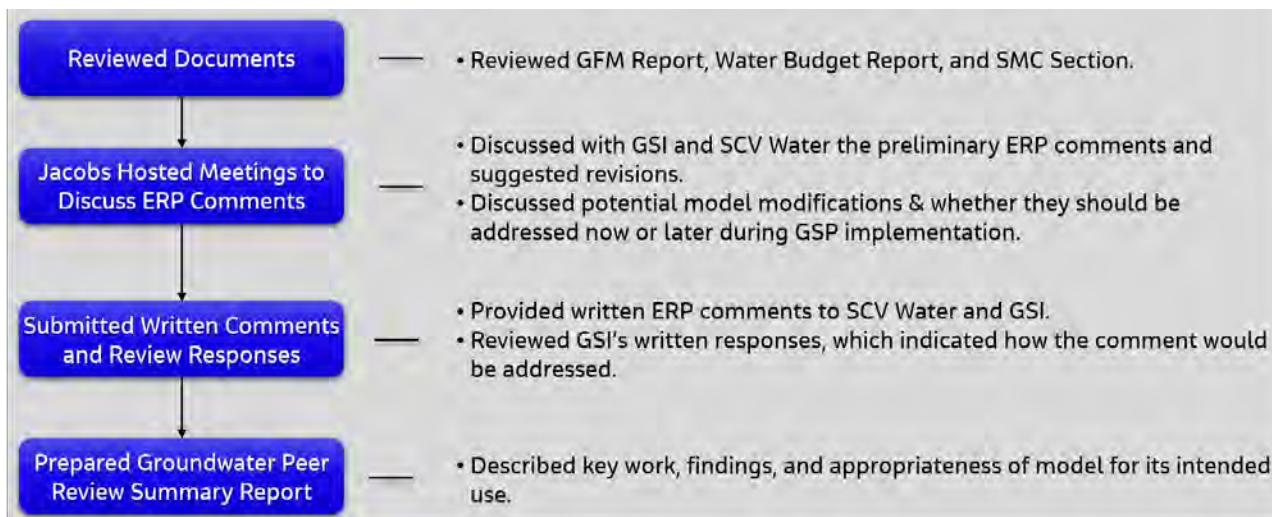 Reviewed Documents
• Reviewed GFM Report, Water Budget Report, and SMC Section.
Jacobs Hosted Meetings to
Discuss ERP Comments
• Discussed with GSI and SCV Water the preliminary ERP comments and
suggested revisions.
• Discussed potential model modifications & whether they should be
addressed now or later during GSP implementation.
Submitted Written Comments
and Review Responses
• Provided written ERP comments to SCV Water and GSI.
• Reviewed GSI's written responses, which indicated how the comment would
be addressed.
Prepared Groundwater Peer
Review Summary Report
• Described key work, findings, and appropriateness of model for its intended
use.